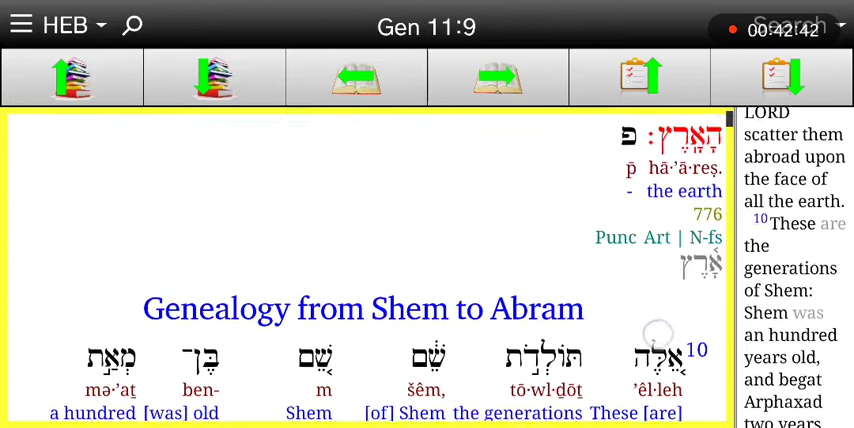 HEB
Gen 11:9
Search
00:42:42
הָאָֽרֶץ׃ פ
p̄ hā·’ā·reṣ.
- the earth
776
Punc Art | N-fs
אָ֫רֶץ
Genealogy from Shem to Abram
10 אֵ֚לֶּה תּוֹלְדֹ֣ת שֵׁ֔ם שֵׁ֚ם בֶּן־ מְאַ֣ת
mə·’aṯ ben- m šêm, tō·wl·ḏōṯ ’êl·leh
a hundred [was] old Shem [of] Shem the generations These [are]
LORD
scatter them
abroad upon
the face of
all the earth.
10 These are
the
generations
of Shem:
Shem was
an hundred
years old,
and begat
Arphaxad
two years